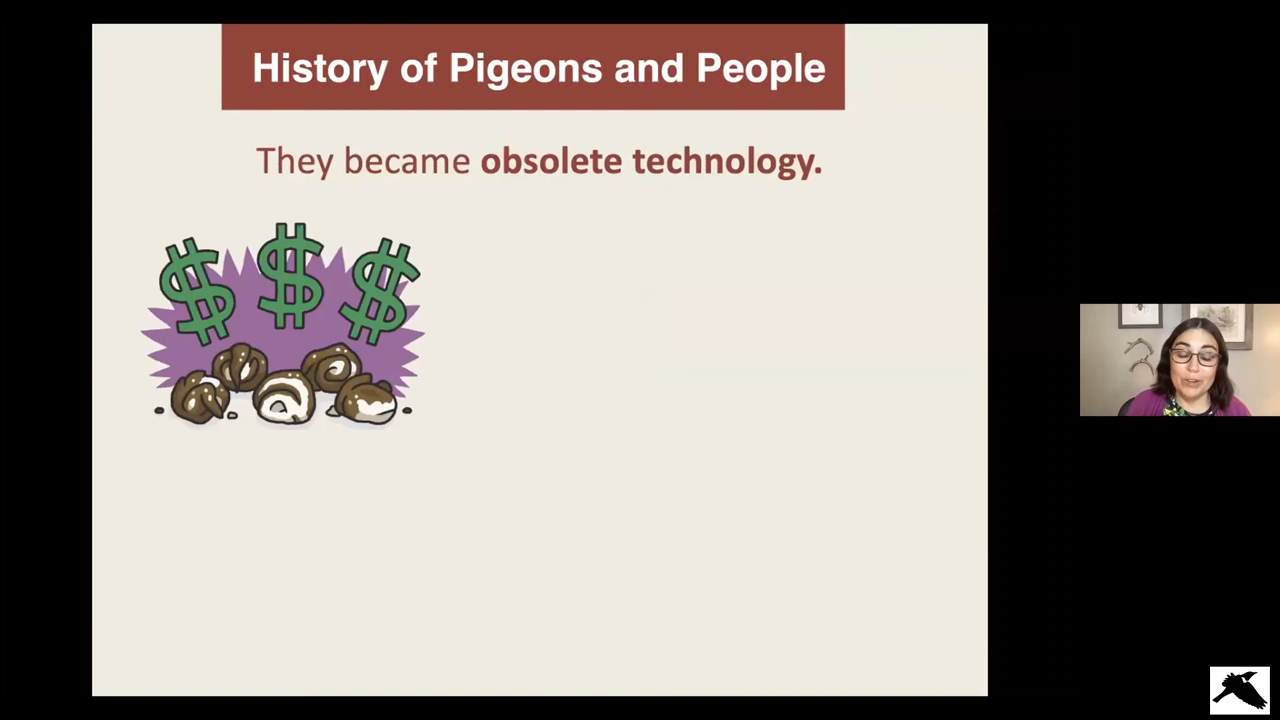 History of Pigeons and People
They became obsolete technology.
$ $ $